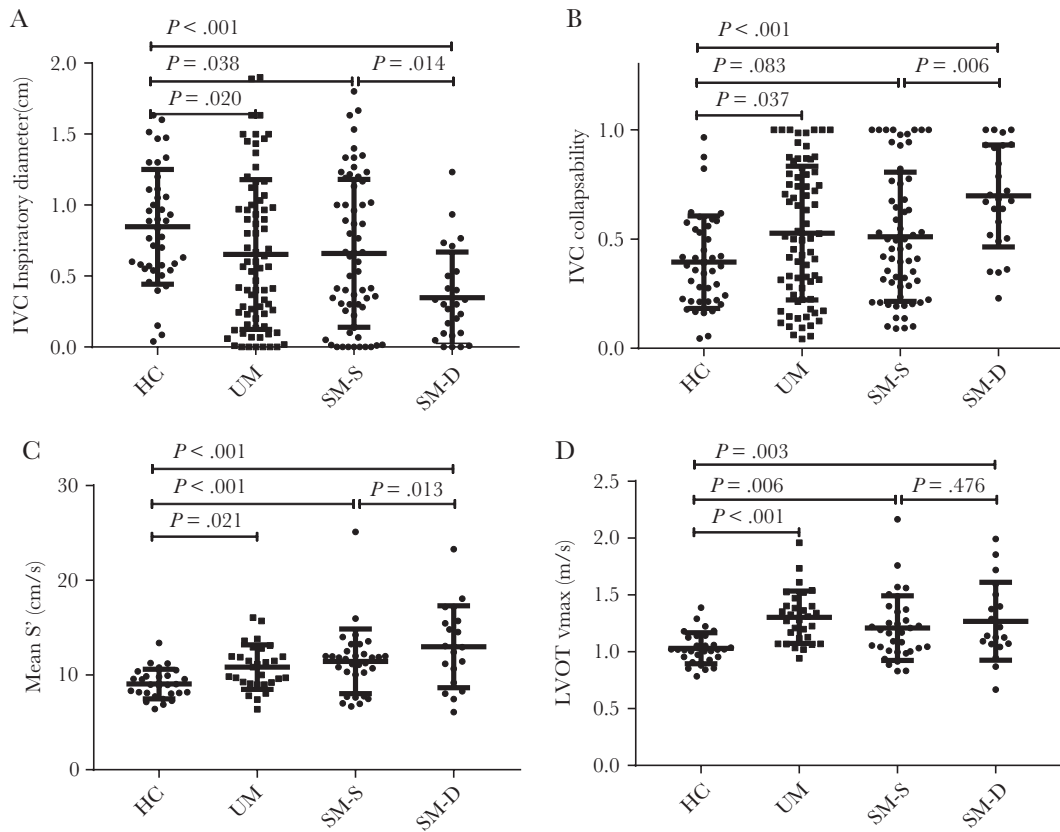 A
P < .001
P = .038
P = .014
P = .020
IVC Inspiratory diameter(cm)
2.0
1.5
1.0
0.5
0.0
HC
UM
SM-S
SM-D
B
P < .001
P = .083
P = .006
P = .037
IVC collapsability
1.0
0.5
0.0
HC
UM
SM-S
SM-D
C
P < .001
P < .001
P = .013
P = .021
Mean S' (cm/s)
30
20
10
0
HC
UM
SM-S
SM-D
D
P = .003
P = .006
P = .476
P < .001
LVOT vmax (m/s)
2.5
2.0
1.5
1.0
0.5
0.0
HC
UM
SM-S
SM-D